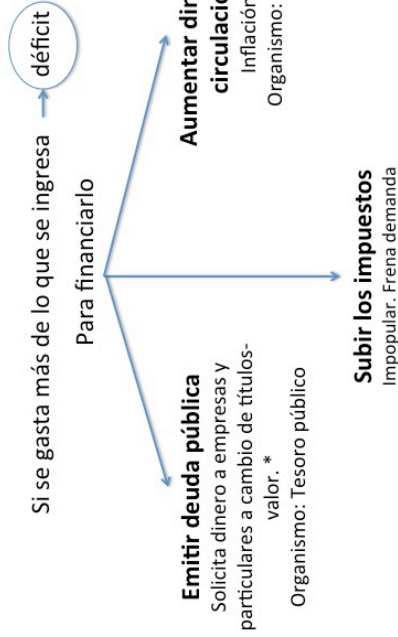 Si se gasta más de lo que se ingresa
déficit
Para financiarlo
Emitir deuda pública
Solicita dinero a empresas y
particulares a cambio de títulos-
valor. *
Organismo: Tesoro público
Subir los impuestos
Impopular. Frena demanda
Aumentar
Inflación
Organismo: